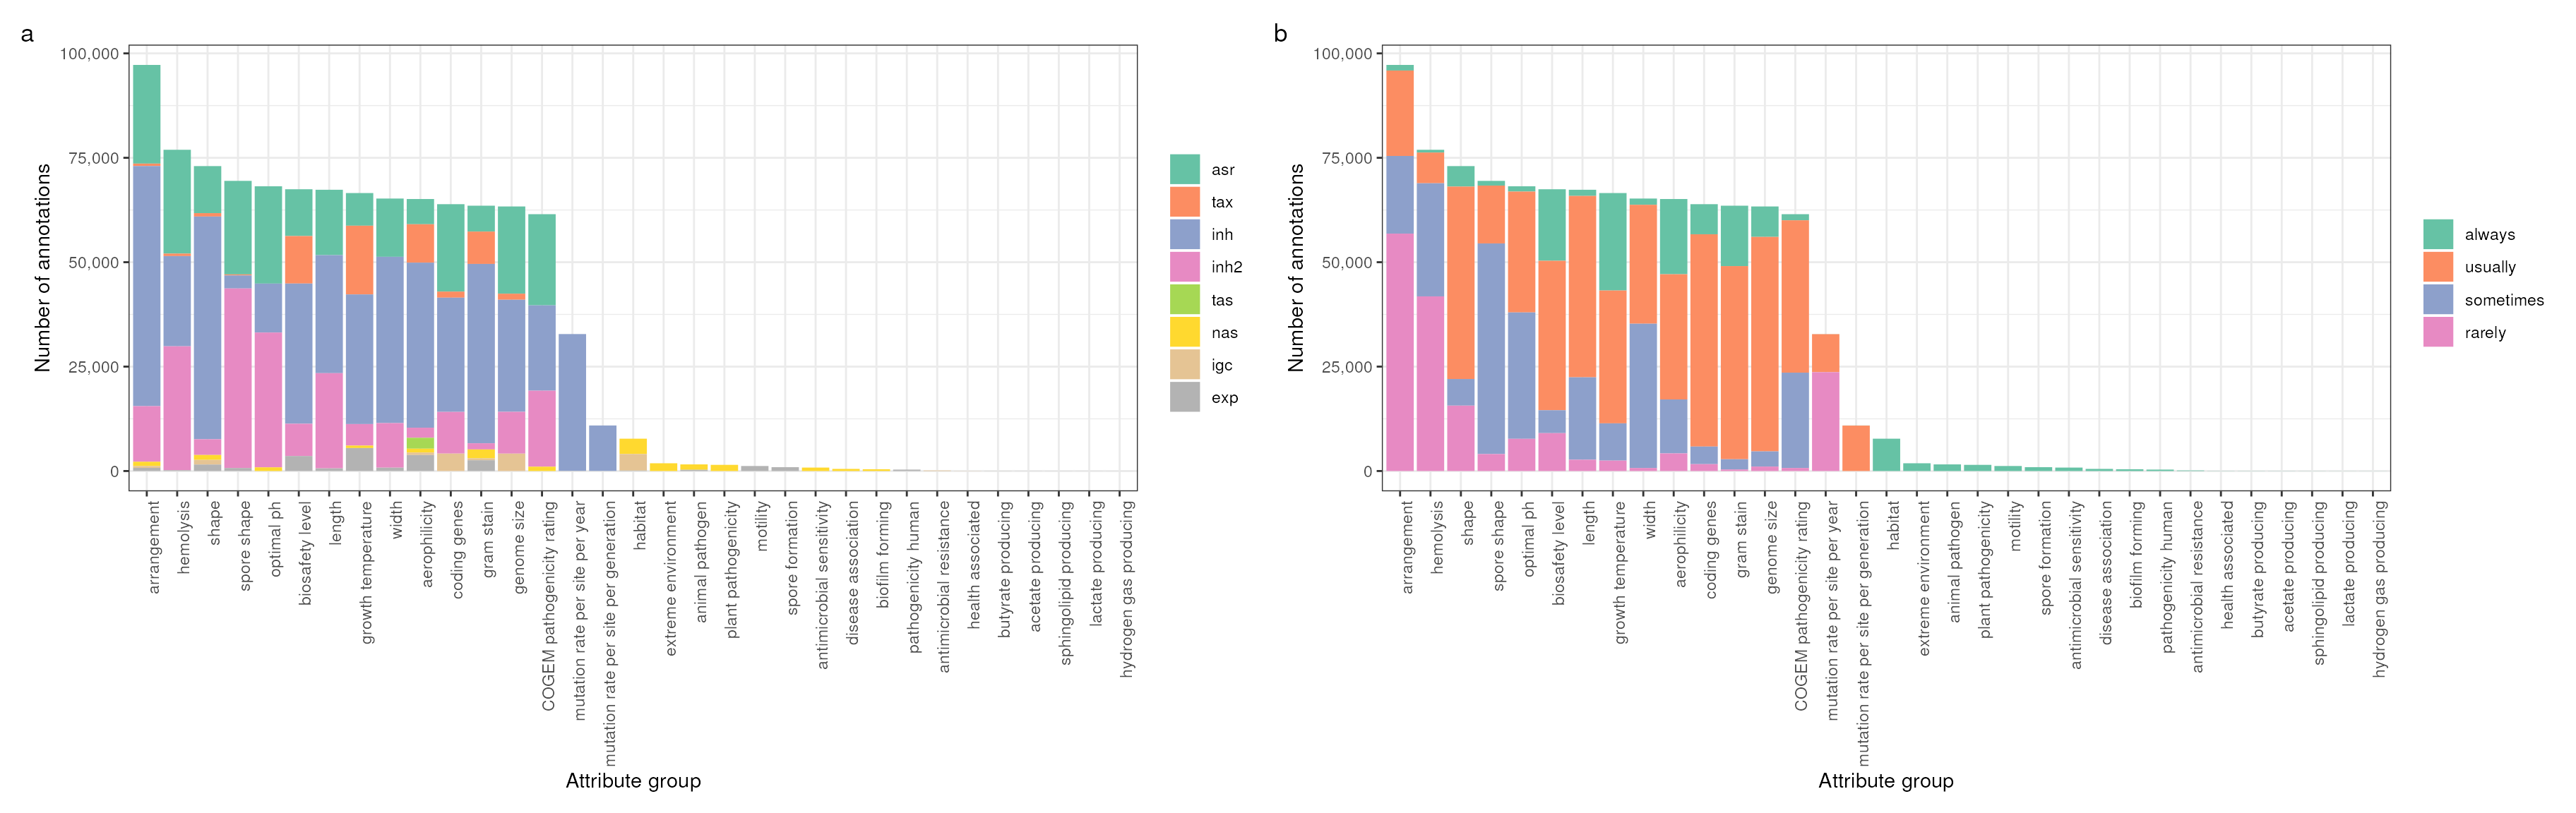 a
100,000
75,000
50,000
25,000
0
Number of annotations
arrangement
hemolysis
shape
spore shape
optimal ph
biosafety level
length
growth temperature
width
aerophilicity
coding genes
gram stain
genome size
COGEM pathogenicity rating
mutation rate per site per year
mutation rate per site per generation
habitat
extreme environment
animal pathogen
plant pathogenicity
motility
spore formation
antimicrobial sensitivity
disease association
biofilm forming
pathogenicity human
antimicrobial resistance
health associated
butyrate producing
acetate producing
sphingolipid producing
lactate producing
hydrogen gas producing
Attribute group
asr
tax
inh
inh2
tas
nas
igc
exp
b
100,000
75,000
50,000
25,000
0
Number of annotations
arrangement
hemolysis
shape
spore shape
optimal ph
biosafety level
length
growth temperature
width
aerophilicity
coding genes
gram stain
genome size
COGEM pathogenicity rating
mutation rate per site per year
mutation rate per site per generation
habitat
extreme environment
animal pathogen
plant pathogenicity
motility
spore formation
antimicrobial sensitivity
disease association
biofilm forming
pathogenicity human
antimicrobial resistance
health associated
butyrate producing
acetate producing
sphingolipid producing
lactate producing
hydrogen gas producing
Attribute group
always
usually
sometimes
rarely